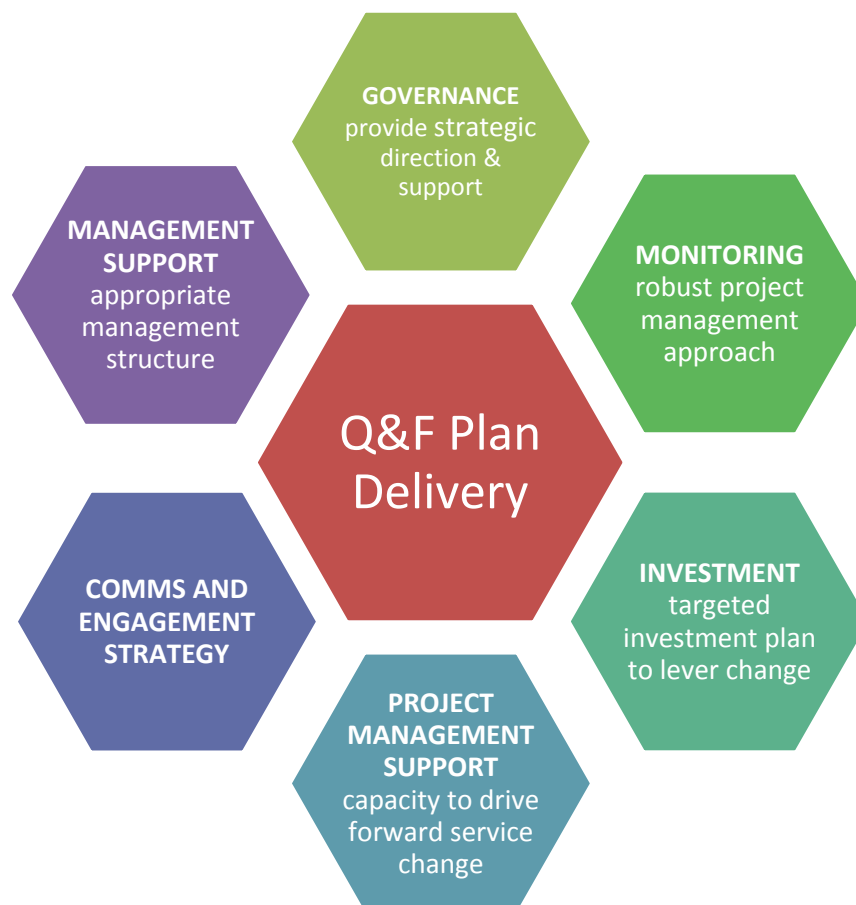 GOVERNANCE
provide strategic
direction &
support
MANAGEMENT
SUPPORT
appropriate
management
structure
MONITORING
robust project
management
approach
Q&F Plan
Delivery
COMMS AND
ENGAGEMENT
STRATEGY
INVESTMENT
targeted
investment plan
to lever change
PROJECT
MANAGEMENT
SUPPORT
capacity to drive
forward service
change